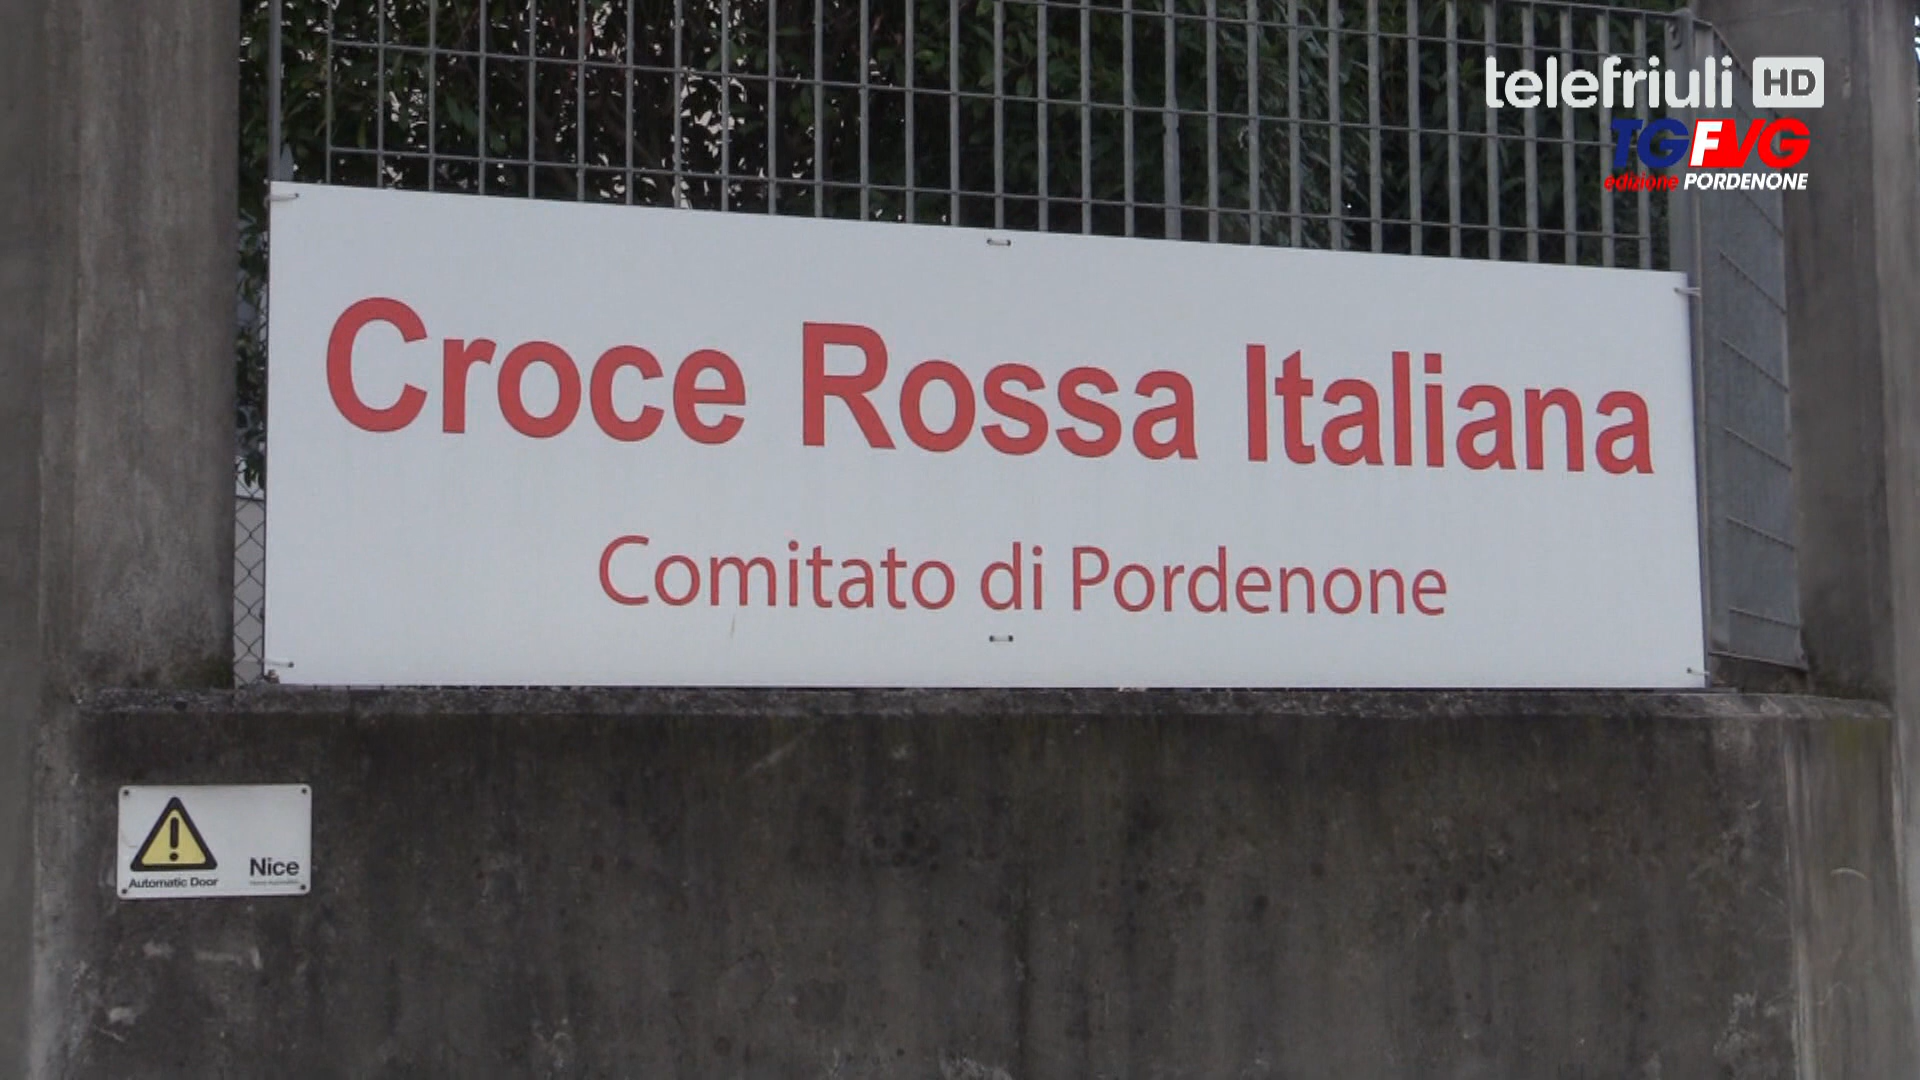 telefriuli HD
TGFVG
edizione PORDENONE
Croce Rossa Italiana
Comitato di Pordenone
Automatic Door
Nice